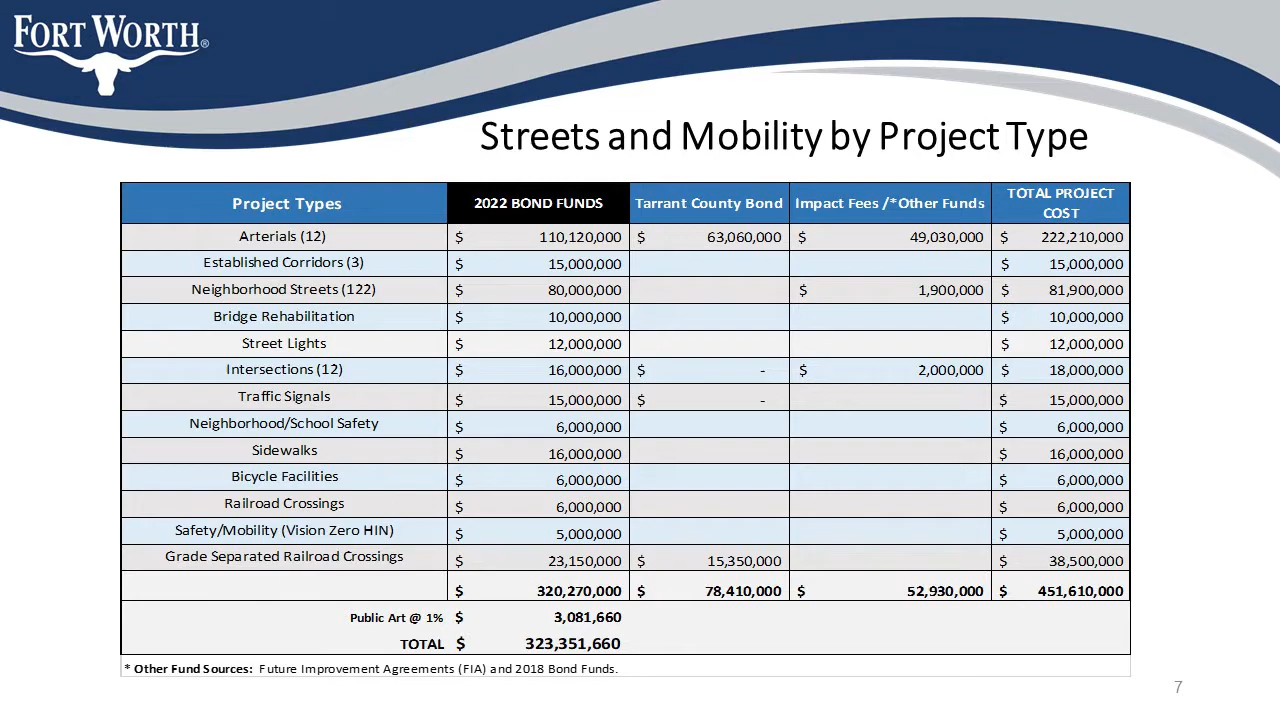 FORT WORTH®
Streets and Mobility by Project Type
Project Types 2022 BOND FUNDS Tarrant County Bond Impact Fees /*Other Funds TOTAL PROJECT COST
Arterials (12) $ 110,120,000 $ 63,060,000 $ 49,030,000 $ 222,210,000
Established Corridors (3) $ 15,000,000 $ 15,000,000
Neighborhood Streets (122) $ 80,000,000 $ 1,900,000 $ 81,900,000
Bridge Rehabilitation $ 10,000,000 $ 10,000,000
Street Lights $ 12,000,000 $ 12,000,000
Intersections (12) $ 16,000,000 $ - $ 2,000,000 $ 18,000,000
Traffic Signals $ 15,000,000 $ - $ 15,000,000
Neighborhood/School Safety $ 6,000,000 $ 6,000,000
Sidewalks $ 16,000,000 $ 16,000,000
Bicycle Facilities $ 6,000,000 $ 6,000,000
Railroad Crossings $ 6,000,000 $ 6,000,000
Safety/Mobility (Vision Zero HIN) $ 5,000,000 $ 5,000,000
Grade Separated Railroad Crossings $ 23,150,000 $ 15,350,000 $ 38,500,000
$ 320,270,000 $ 78,410,000 $ 52,930,000 $ 451,610,000
Public Art @ 1% $ 3,081,660
TOTAL $ 323,351,660
* Other Fund Sources: Future Improvement Agreements (FIA) and 2018 Bond Funds.
7